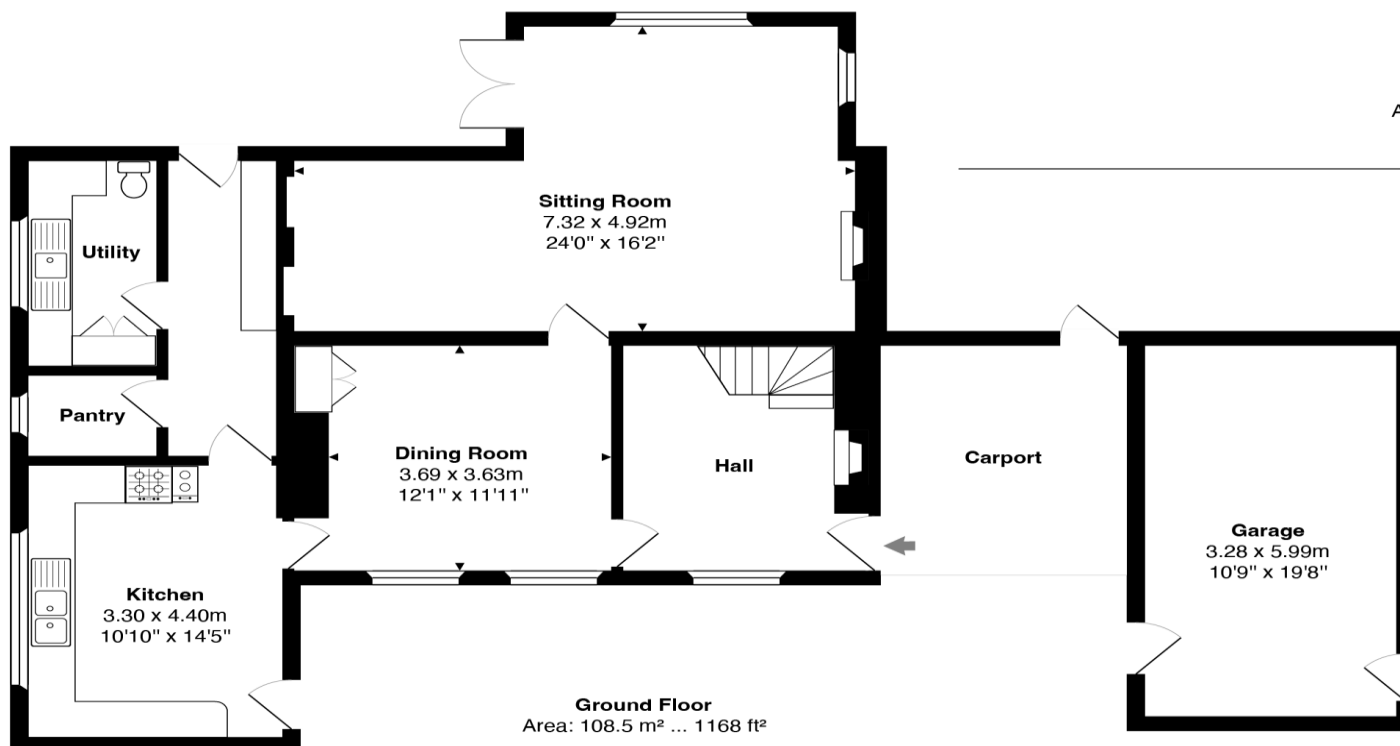 A
Sitting Room
7.32 x 4.92m
24'0" x 16'2"
Utility
Pantry
Dining Room
3.69 x 3.63m
12'1" x 11'11"
Hall
Carport
Garage
3.28 x 5.99m
10'9" x 19'8"
Kitchen
3.30 x 4.40m
10'10" x 14'5"
Ground Floor
Area: 108.5 m² ... 1168 ft²